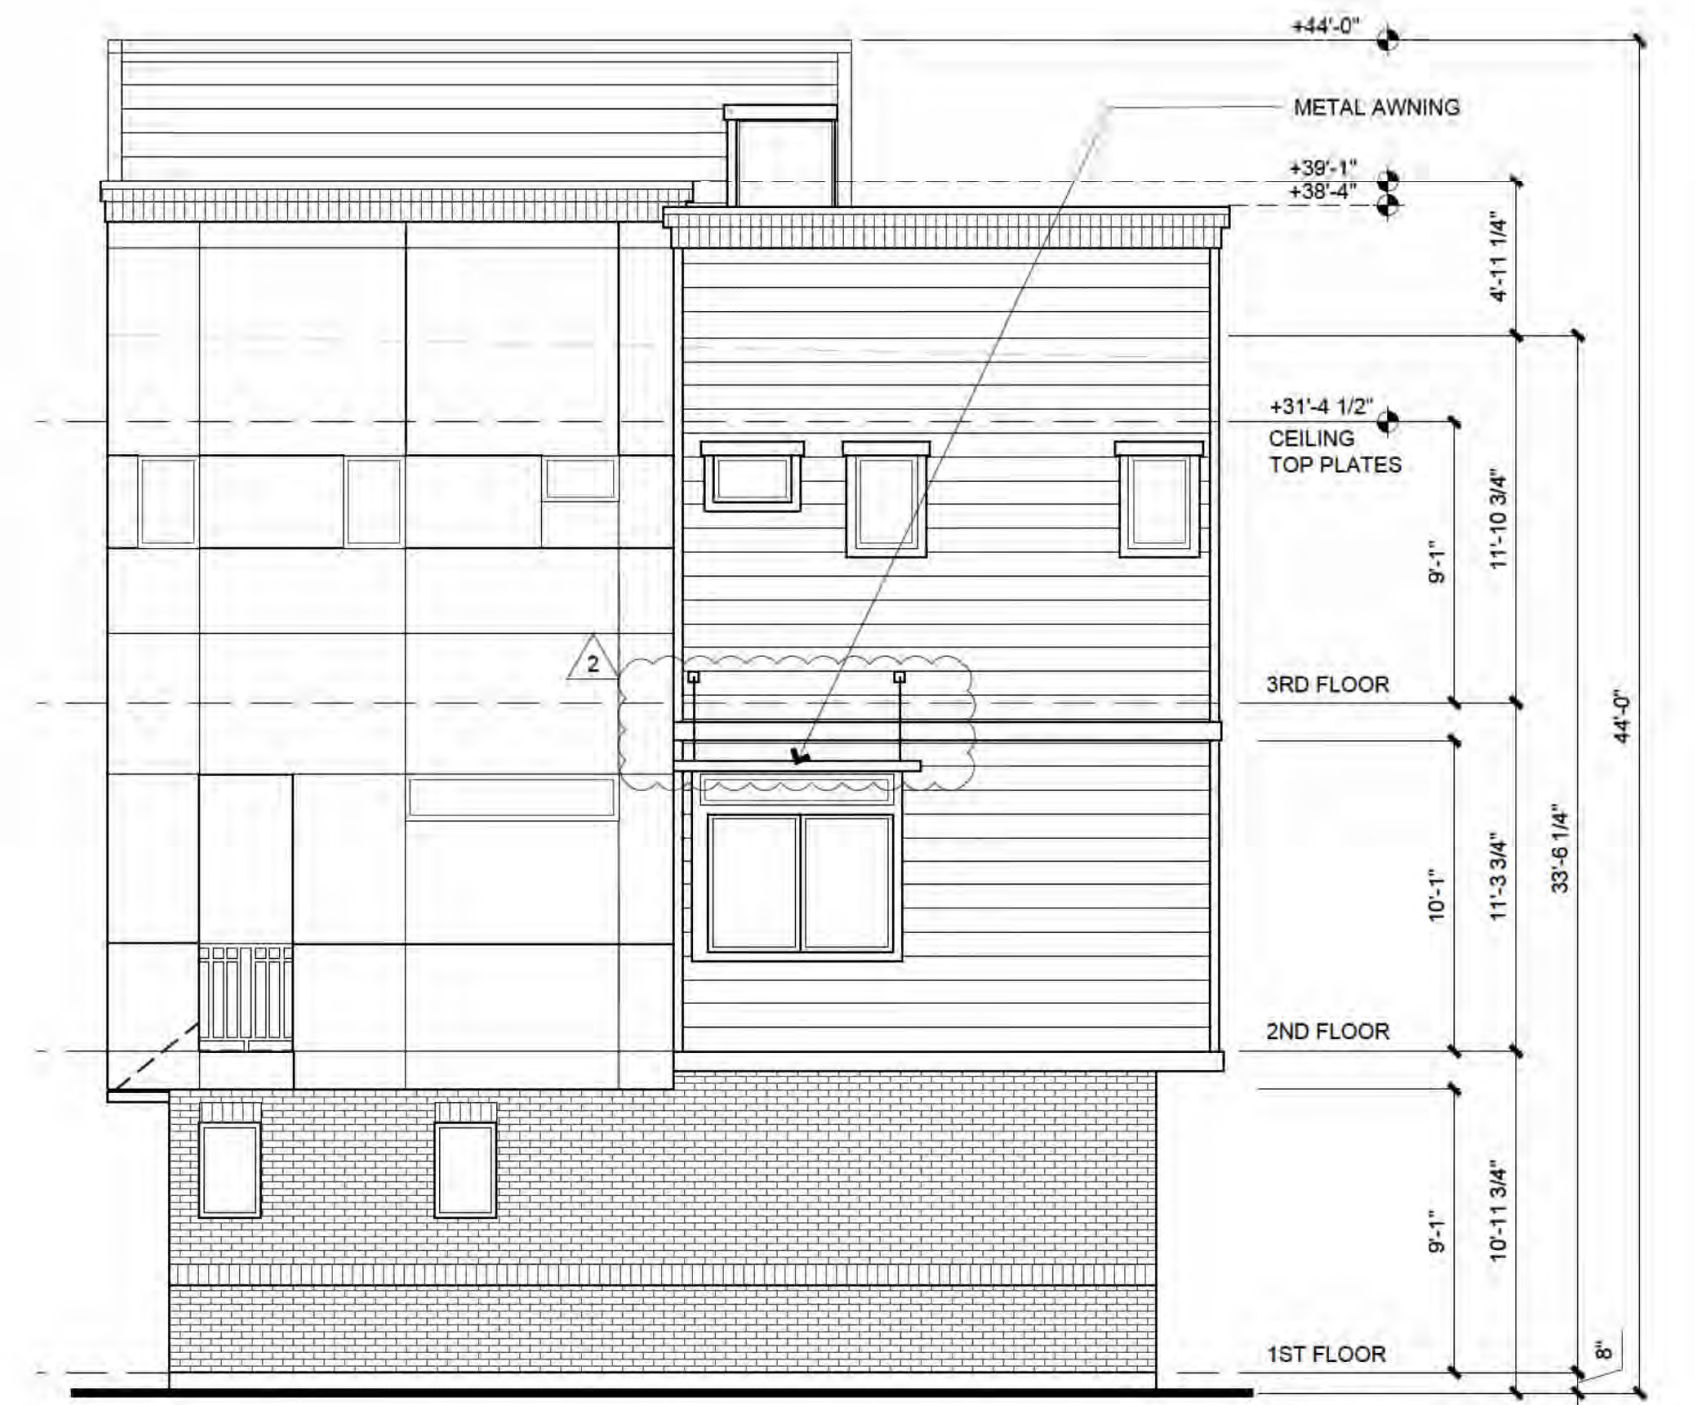 +44'-0"
METAL AWNING
+39'-1"
+38'-4"
4'-11 1/4"
+31'-4 1/2"
CEILING
TOP PLATES
11'-10 3/4"
9'-1"
2
3RD FLOOR
44'-0"
33'-6 1/4"
10'-1"
11'-3 3/4"
2ND FLOOR
9'-1"
10'-11 3/4"
1ST FLOOR
8"